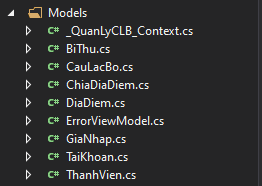 Models
C# _QuanLyCLB_Context.cs
C# BiThu.cs
C# CauLacBo.cs
C# ChiaDiaDiem.cs
C# DiaDiem.cs
C# ErrorViewModel.cs
C# GiaNhap.cs
C# TaiKhoan.cs
C# ThanhVien.cs